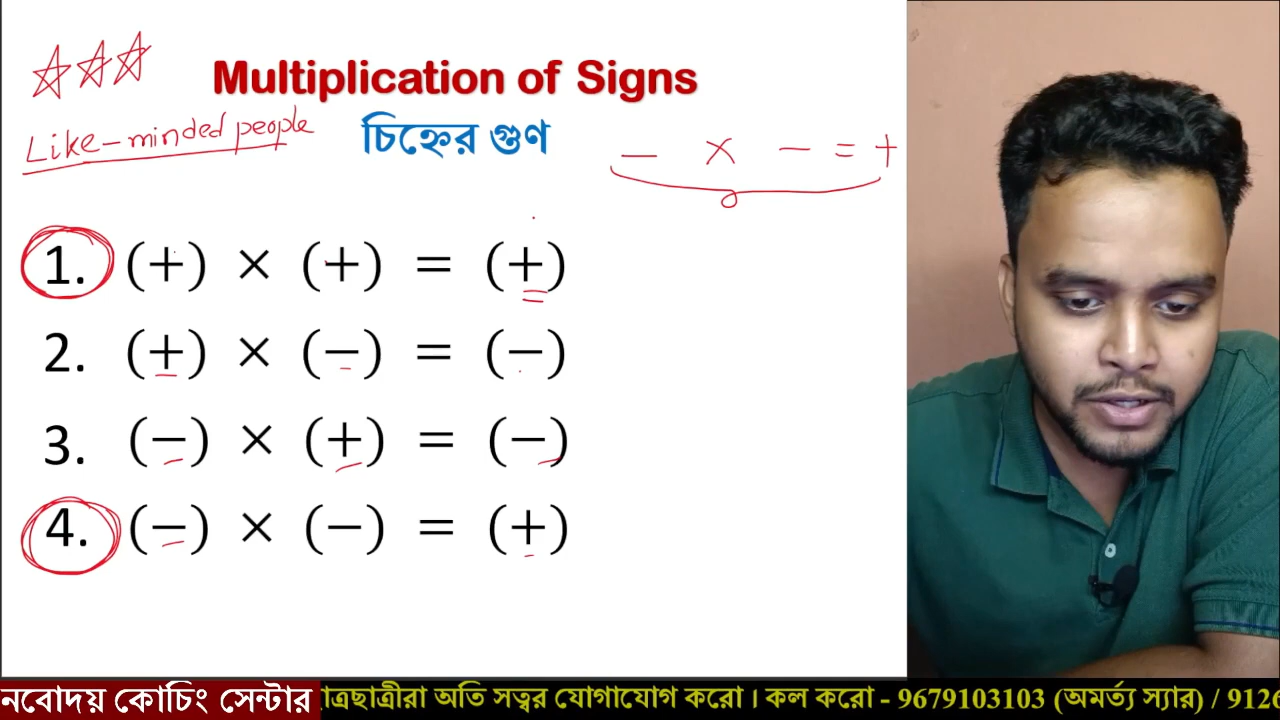 Multiplication of Signs
Like-minded people
চিহ্নের গুণ
− × − = +
1. (+) × (+) = (+)
2. (+) × (−) = (−)
3. (−) × (+) = (−)
4. (−) × (−) = (+)
নবোদয় কোচিং সেন্টার
াত্রছাত্রীরা অতি সত্বর যোগাযোগ করো। কল করো - 9679103103 (অমর্ত্য স্যার) / 9126